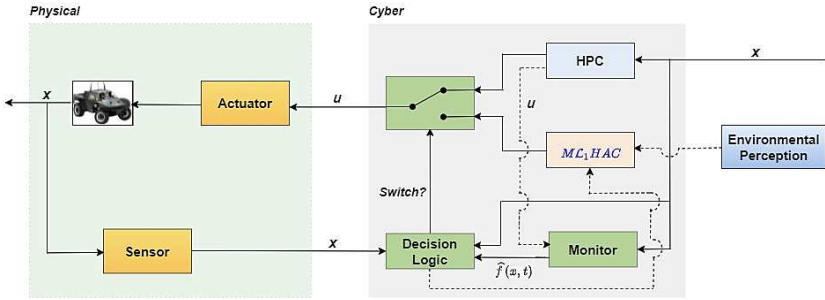 Physical
Cyber
x
HPC
x
Actuator
u
u
Environmental
Perception
ML₁HAC
Switch?
Sensor
x
Decision
Logic
Monitor
f̂(x,t)